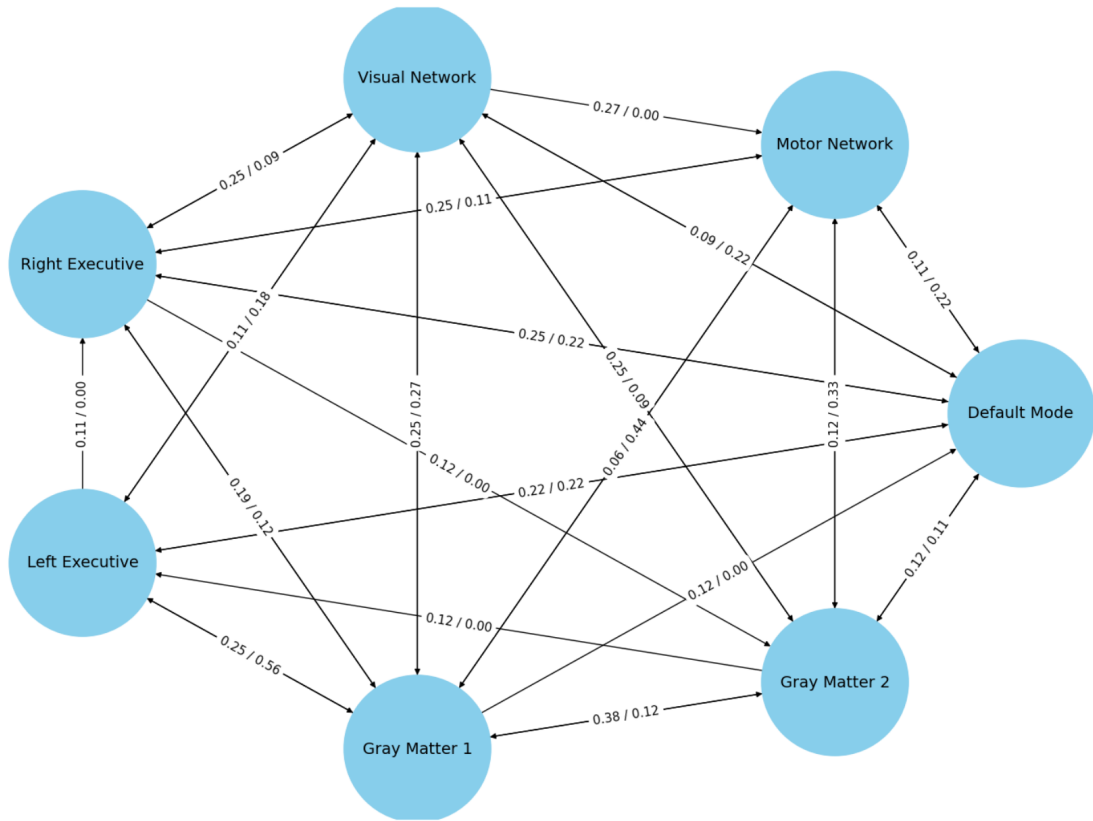 Visual Network
0.27 / 0.00
Motor Network
0.25 / 0.09
0.25 / 0.11
0.09 / 0.22
Right Executive
0.11 / 0.22
0.11 / 0.18
0.25 / 0.22
0.25 / 0.09
0.11 / 0.00
0.25 / 0.27
0.12 / 0.33
Default Mode
0.06 / 0.44
0.12 / 0.00
0.22 / 0.22
0.19 / 0.12
Left Executive
0.12 / 0.11
0.12 / 0.00
0.12 / 0.00
0.25 / 0.56
Gray Matter 2
0.38 / 0.12
Gray Matter 1